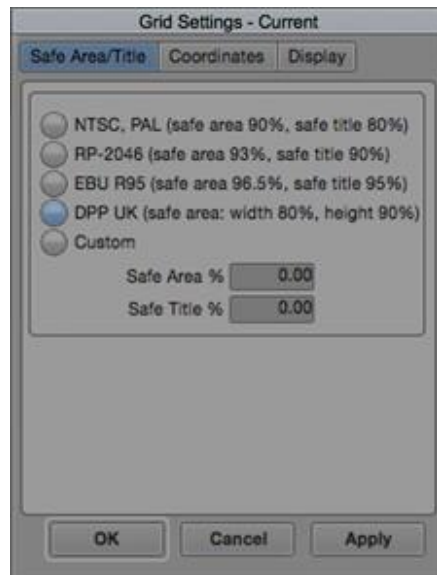 Grid Settings - Current
Safe Area/Title Coordinates Display
NTSC, PAL (safe area 90%, safe title 80%)
RP-2046 (safe area 93%, safe title 90%)
EBU R95 (safe area 96.5%, safe title 95%)
DPP UK (safe area: width 80%, height 90%)
Custom
Safe Area % 0.00
Safe Title % 0.00
OK Cancel Apply